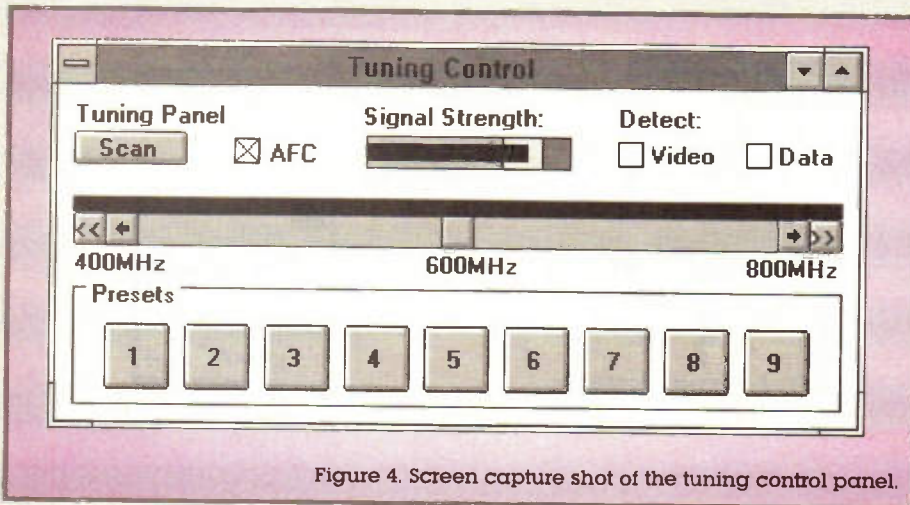 Tuning Control
Tuning Panel
Signal Strength:
Detect:
Scan
AFC
Video
Data
<<
>>
400MHz
600MHz
800MHz
Presets
1 2 3 4 5 6 7 8 9
Figure 4. Screen capture shot of the tuning control panel.